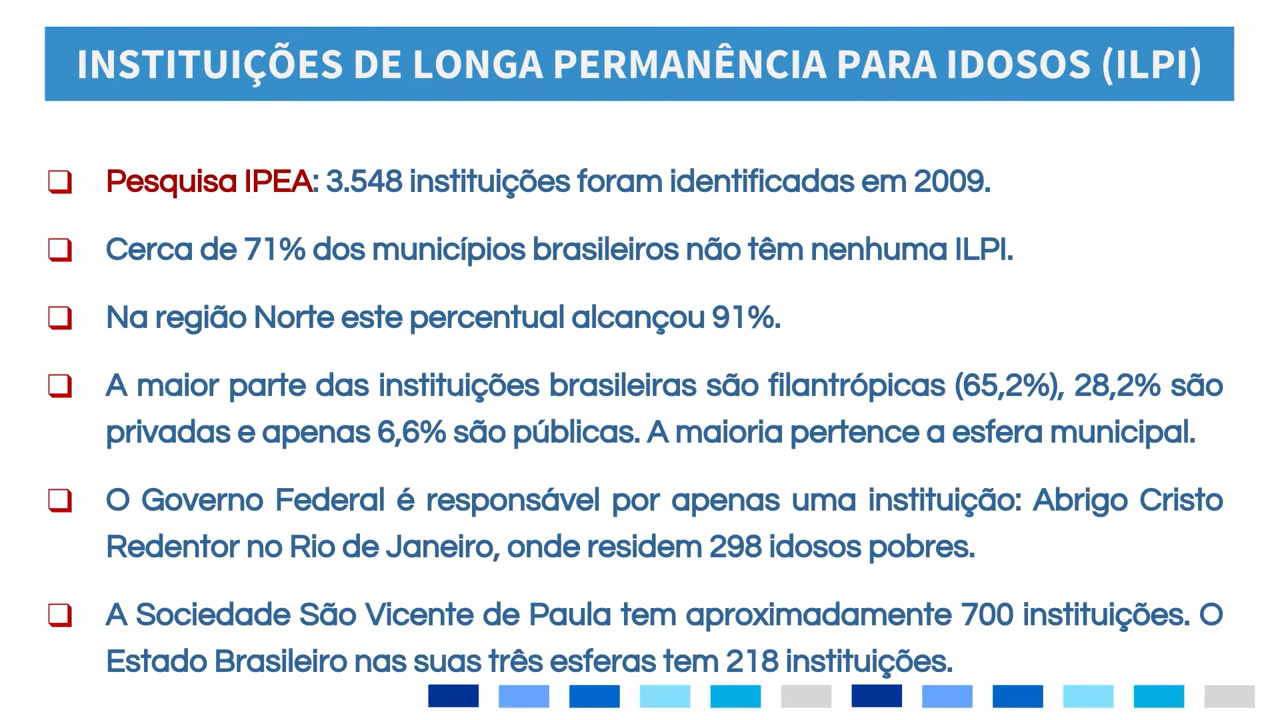 INSTITUIÇÕES DE LONGA PERMANÊNCIA PARA IDOSOS (ILPI)
Pesquisa IPEA: 3.548 instituições foram identificadas em 2009.
Cerca de 71% dos municípios brasileiros não têm nenhuma ILPI.
Na região Norte este percentual alcançou 91%.
A maior parte das instituições brasileiras são filantrópicas (65,2%), 28,2% são
privadas e apenas 6,6% são públicas. A maioria pertence a esfera municipal.
O Governo Federal é responsável por apenas uma instituição: Abrigo Cristo
Redentor no Rio de Janeiro, onde residem 298 idosos pobres.
A Sociedade São Vicente de Paula tem aproximadamente 700 instituições. O
Estado Brasileiro nas suas três esferas tem 218 instituições.